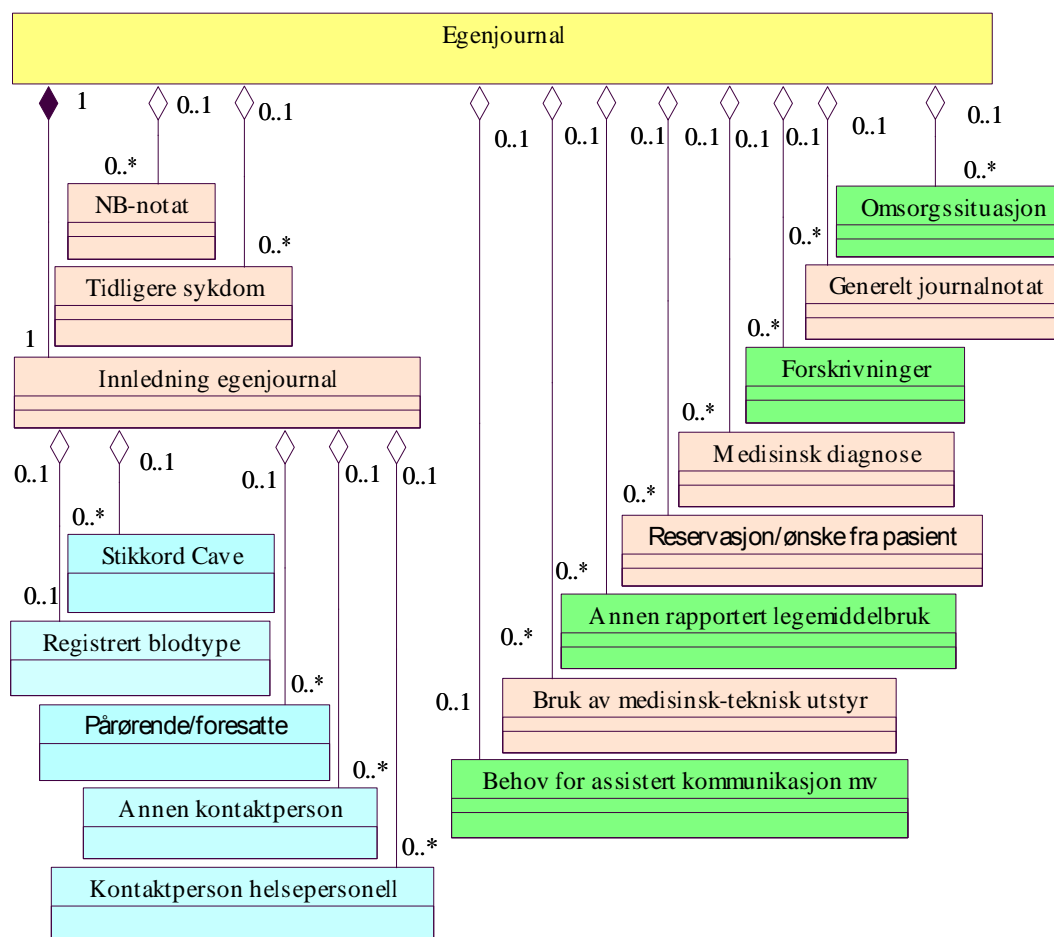 Egenjournal
1
0..1
0..1
0..1
0..1
0..1
0..1
0..1
0..1
0..1
0..1
0..*
0..*
NB-notat
Omsorgssituasjon
0..*
0..*
Tidligere sykdom
Generelt journalnotat
1
0..*
Innledning egenjournal
Forskrivninger
0..1
0..1
0..1
0..1
0..1
0..*
Medisinsk diagnose
0..*
0..*
Stikkord Cave
Reservasjon/ønske fra pasient
0..1
0..*
Registrert blodtype
Annen rapportert legemiddelbruk
0..*
0..*
0..1
Pårørende/foresatte
Bruk av medisinsk-teknisk utstyr
0..*
Annen kontaktperson
Behov for assistert kommunikasjon mv
0..*
Kontaktperson helsepersonell